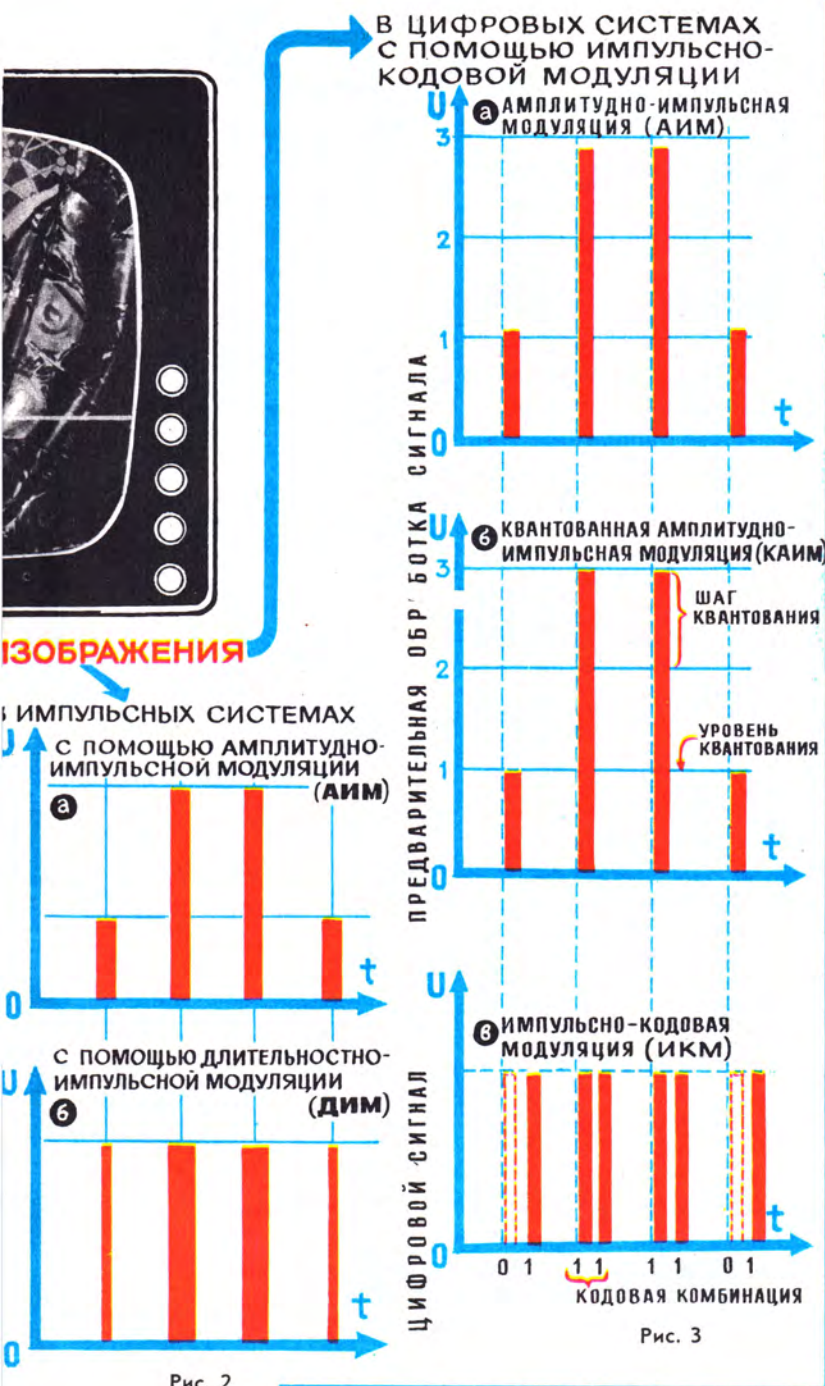 В ЦИФРОВЫХ СИСТЕМАХ
С ПОМОЩЬЮ ИМПУЛЬСНО-
КОДОВОЙ МОДУЛЯЦИИ
U
а АМПЛИТУДНО-ИМПУЛЬСНАЯ
МОДУЛЯЦИЯ (АИМ)
3
2
1
0
t
U
б КВАНТОВАННАЯ АМПЛИТУДНО-
ИМПУЛЬСНАЯ МОДУЛЯЦИЯ (КАИМ)
3
ШАГ
КВАНТОВАНИЯ
2
УРОВЕНЬ
КВАНТОВАНИЯ
1
0
t
ПРЕДВАРИТЕЛЬНАЯ ОБР БОТКА СИГНАЛА
U
в ИМПУЛЬСНО-КОДОВАЯ
МОДУЛЯЦИЯ (ИКМ)
0
t
0 1 1 1 1 1 0 1
КОДОВАЯ КОМБИНАЦИЯ
ЦИФРОВОЙ СИГНАЛ
Рис. 3
ИЗОБРАЖЕНИЯ
В ИМПУЛЬСНЫХ СИСТЕМАХ
U
С ПОМОЩЬЮ АМПЛИТУДНО-
ИМПУЛЬСНОЙ МОДУЛЯЦИИ
(АИМ)
а
t
0
С ПОМОЩЬЮ ДЛИТЕЛЬНОСТНО-
ИМПУЛЬСНОЙ МОДУЛЯЦИИ
(ДИМ)
U
б
t
0
Рис. 2